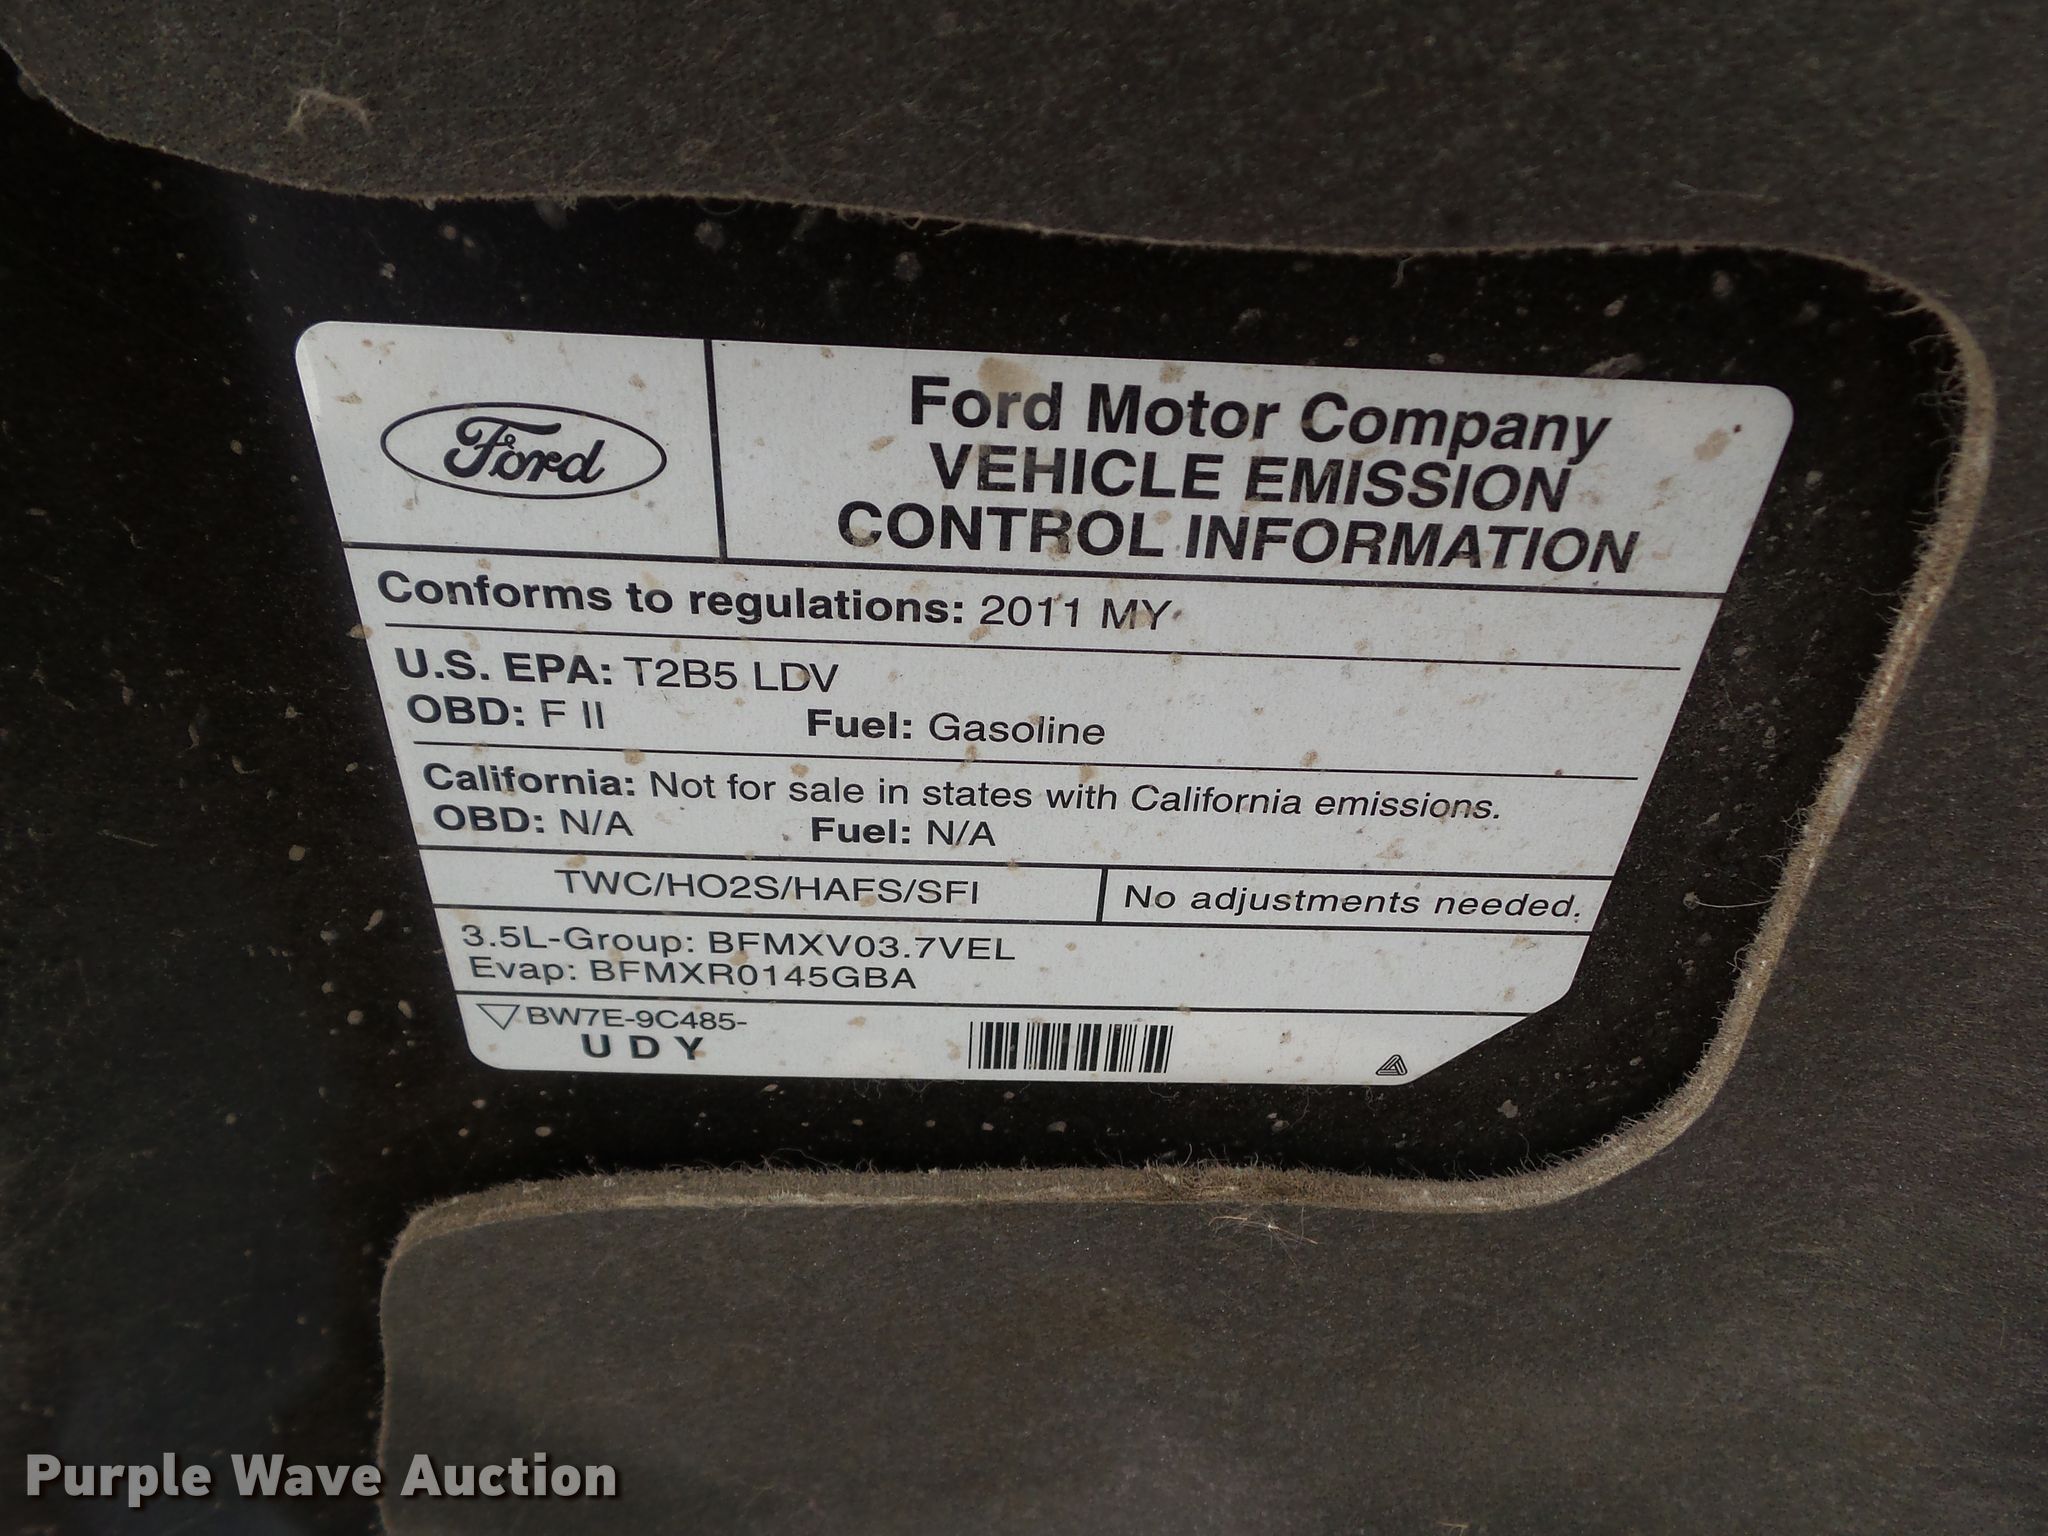 Ford
Ford Motor Company
VEHICLE EMISSION
CONTROL INFORMATION
Conforms to regulations: 2011 MY
U.S. EPA: T2B5 LDV
OBD: F II Fuel: Gasoline
California: Not for sale in states with California emissions.
OBD: N/A Fuel: N/A
TWC/HO2S/HAFS/SFI
No adjustments needed.
3.5L-Group: BFMXV03.7VEL
Evap: BFMXR0145GBA
BW7E-9C485-
U D Y
Purple Wave Auction